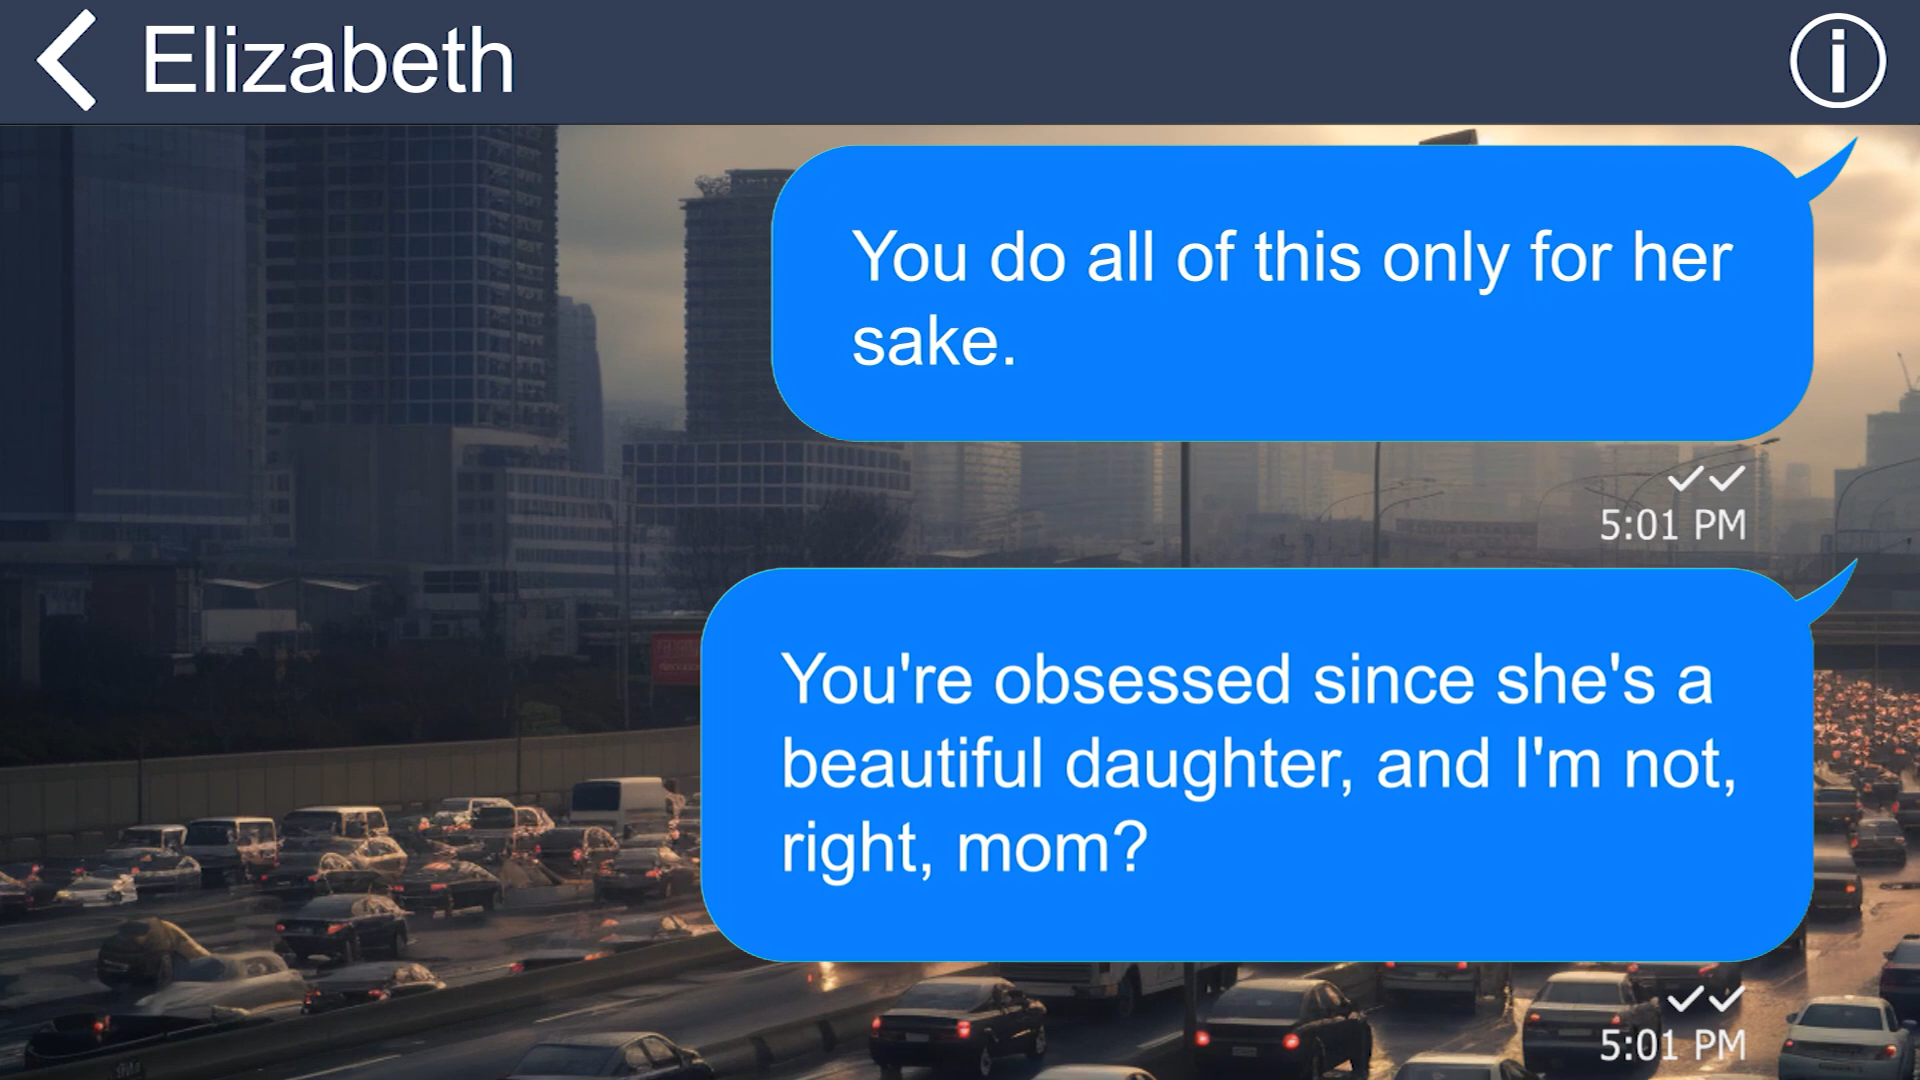 Elizabeth
You do all of this only for her
sake.
5:01 PM
You're obsessed since she's a
beautiful daughter, and I'm not,
right, mom?
5:01 PM